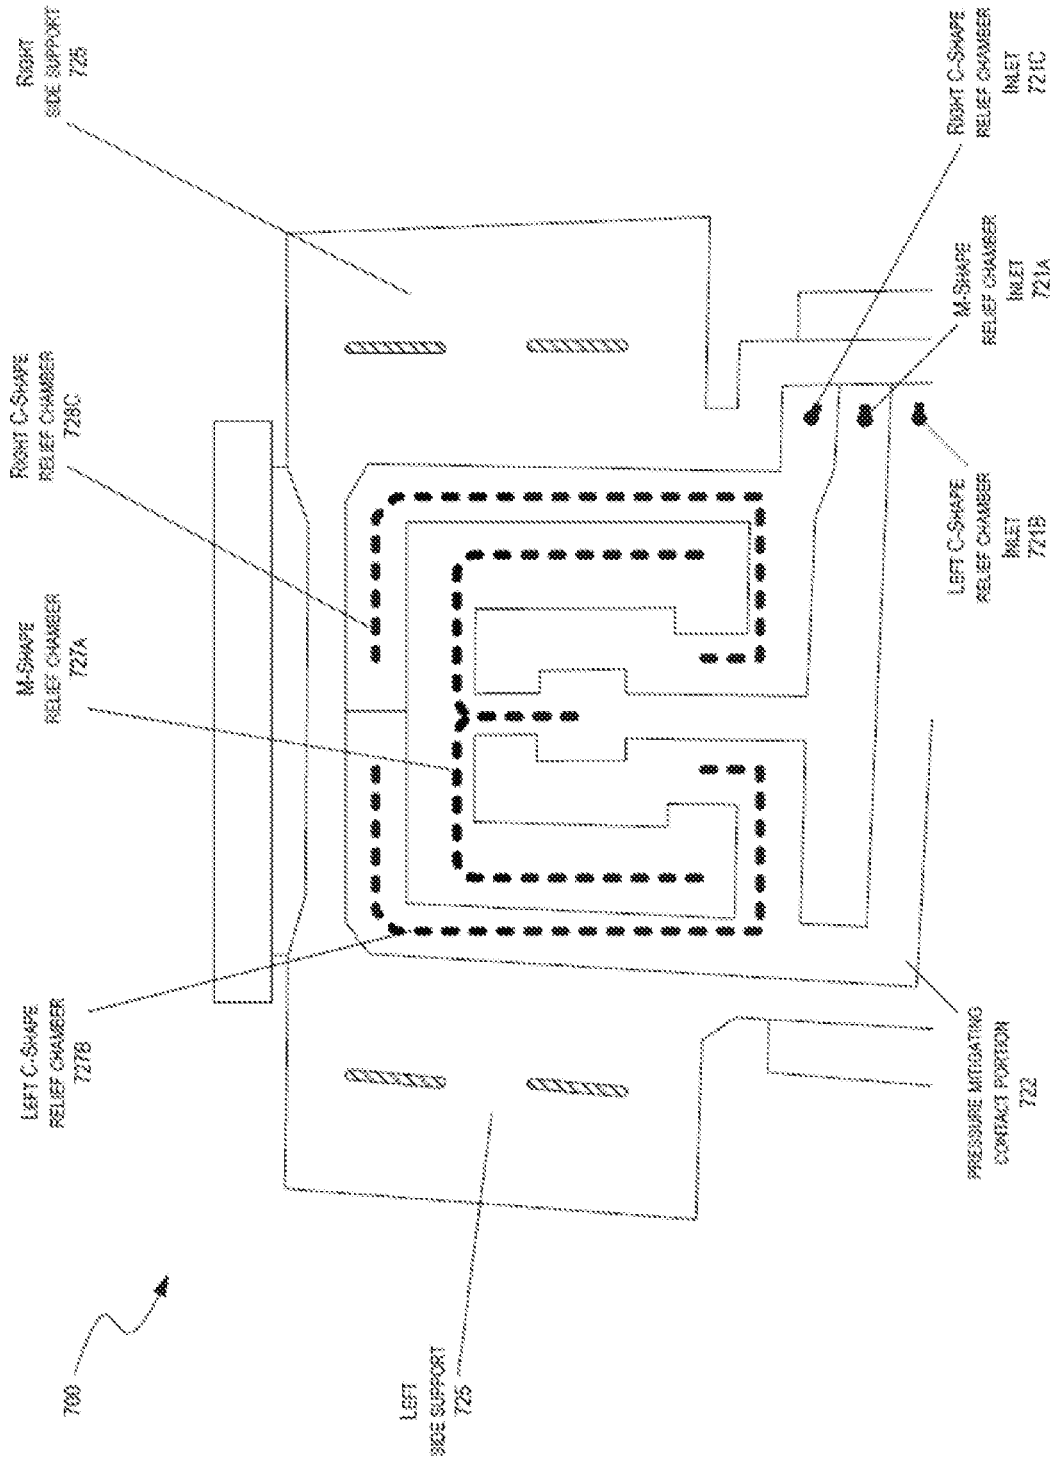 700
LEFT
SIDE SUPPORT
725
LEFT C-SHAPE
RELIEF CHAMBER
727B
M-SHAPE
RELIEF CHAMBER
727A
RIGHT C-SHAPE
RELIEF CHAMBER
728C
RIGHT
SIDE SUPPORT
725
PRESSURE MITIGATING
CONTACT PORTION
722
LEFT C-SHAPE
RELIEF CHAMBER
INLET
721B
M-SHAPE
RELIEF CHAMBER
INLET
721A
RIGHT C-SHAPE
RELIEF CHAMBER
INLET
721C